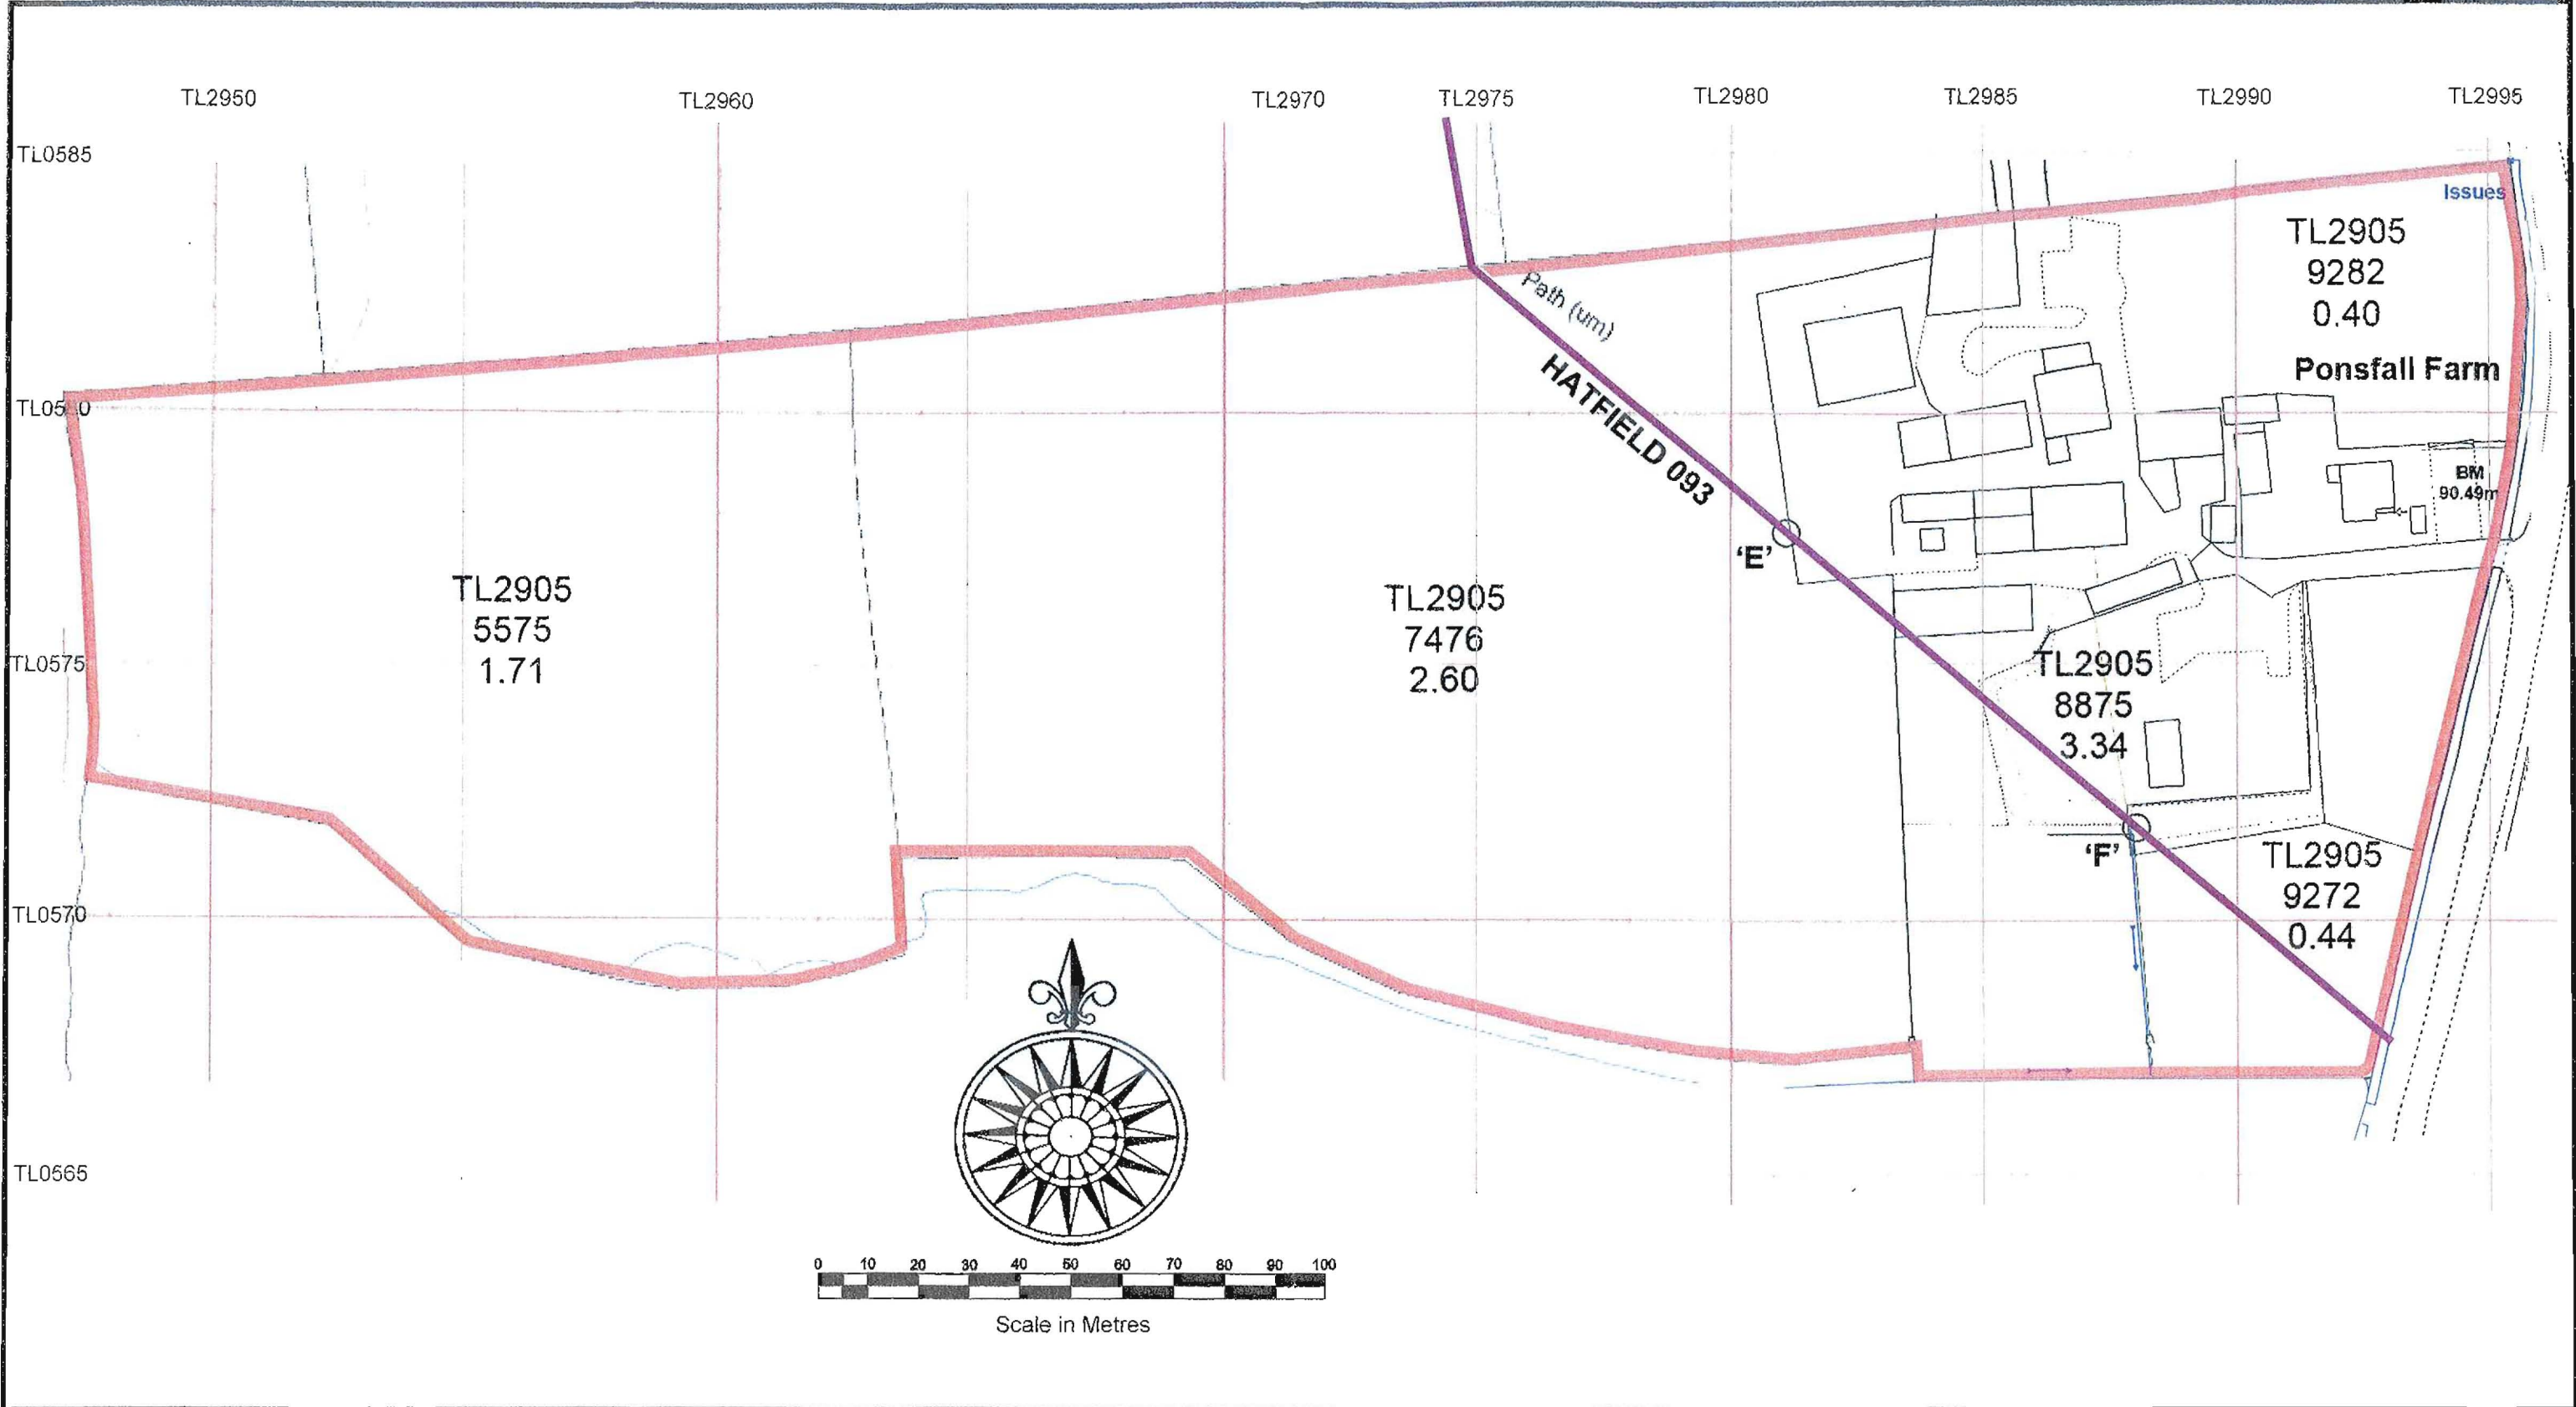 TL2950
TL2960
TL2970
TL2975
TL2980
TL2985
TL2990
TL2995
TL0585
Issues
TL2905
9282
0.40
Path (um)
Ponsfall Farm
HATFIELD 093
BM
90.49m
'E'
TL2905
5575
1.71
TL2905
7476
2.60
TL0575
TL2905
8875
3.34
'F'
TL2905
9272
0.44
TL0570
TL0565
0 10 20 30 40 50 60 70 80 90 100
Scale in Metres